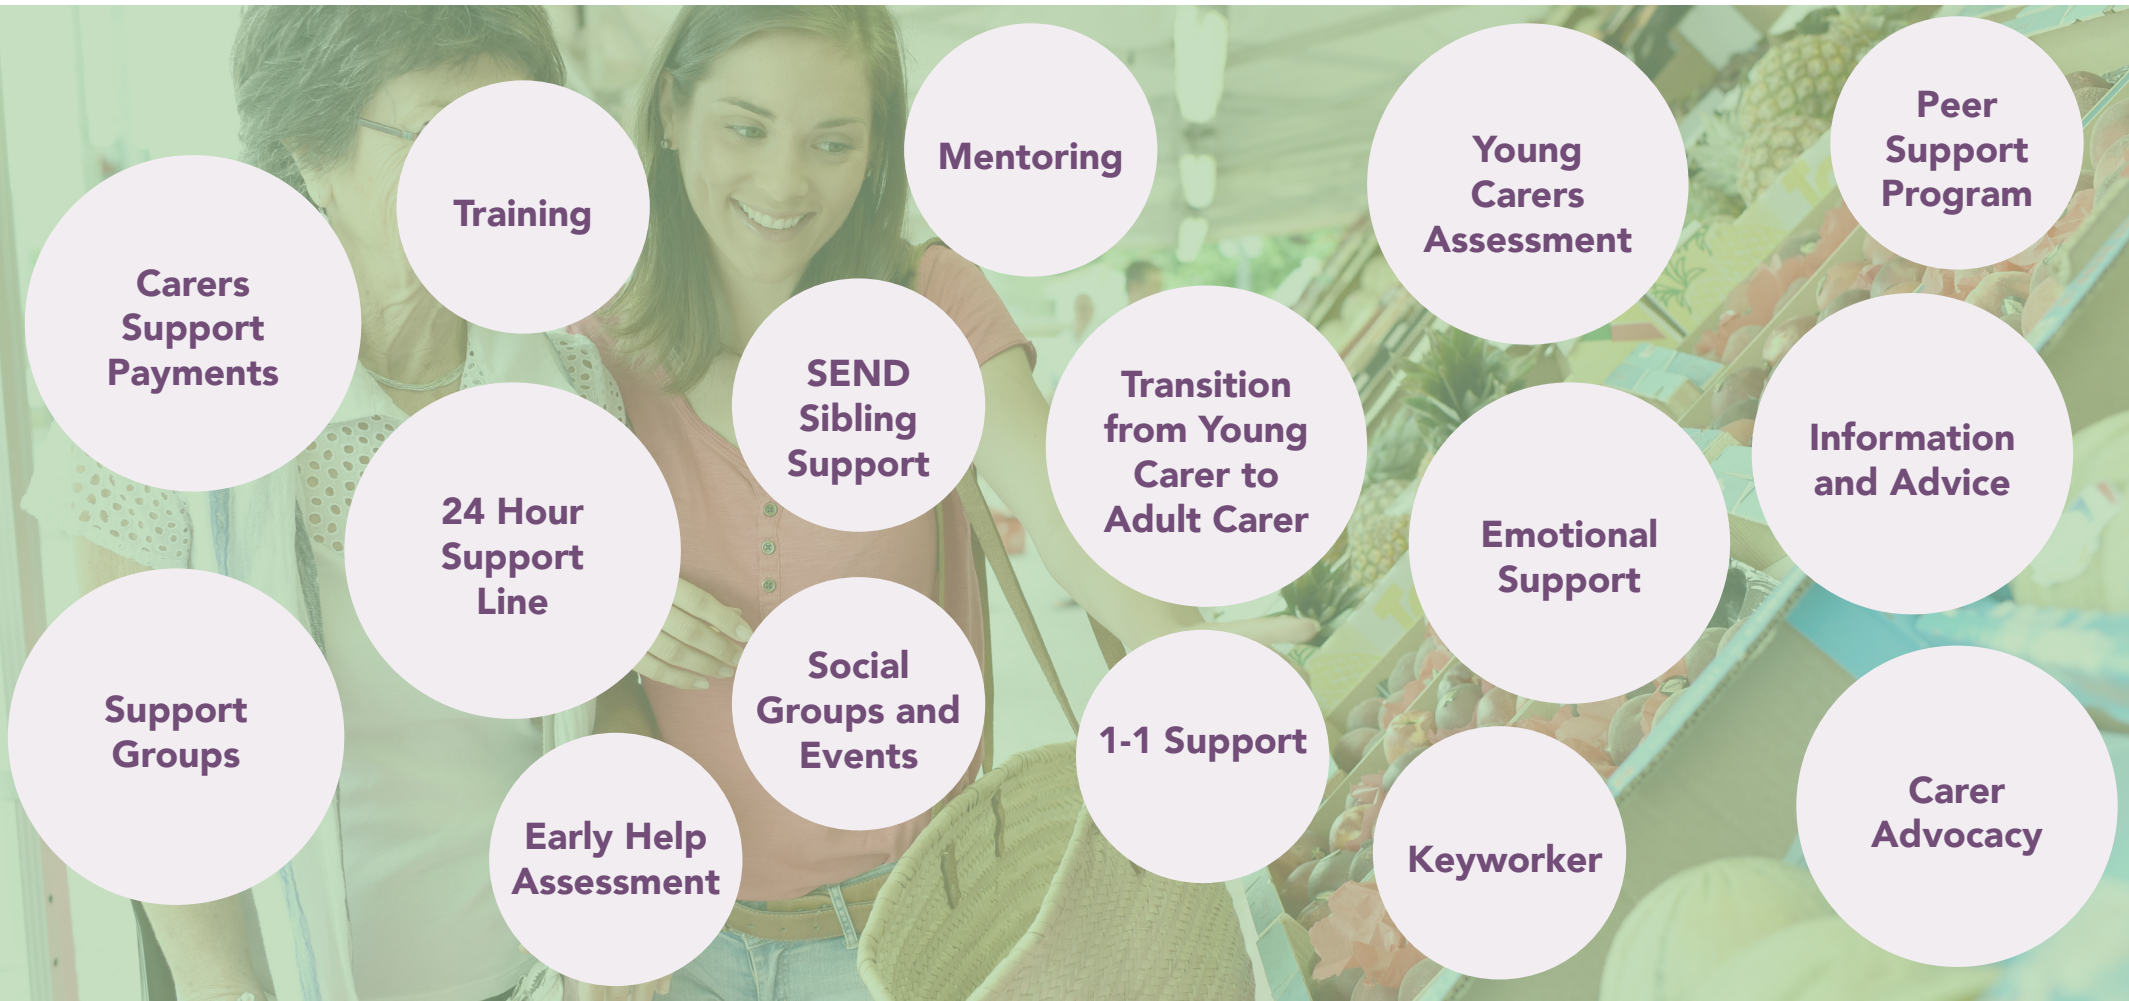 Carers
Support
Payments
Training
Mentoring
Young
Carers
Assessment
Peer
Support
Program
24 Hour
Support
Line
SEND
Sibling
Support
Transition
from Young
Carer to
Adult Carer
Emotional
Support
Information
and Advice
Support
Groups
Early Help
Assessment
Social
Groups and
Events
1-1 Support
Keyworker
Carer
Advocacy